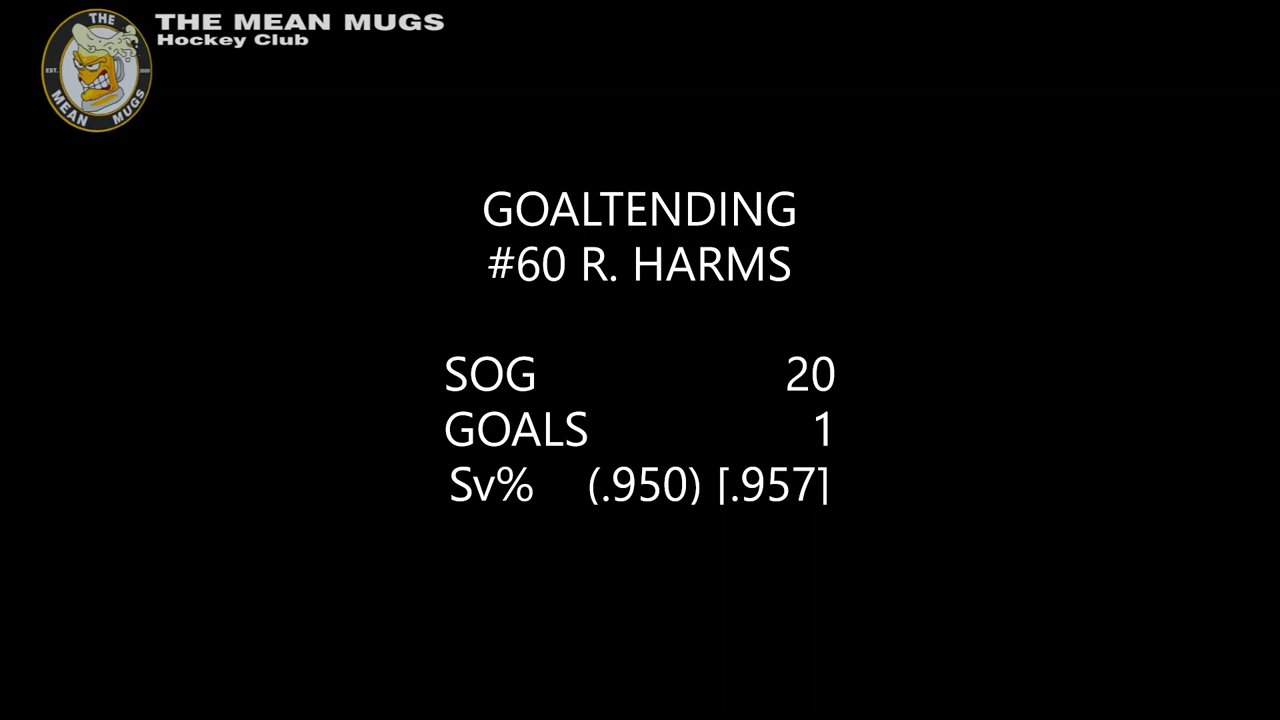 THE MEAN MUGS
Hockey Club
THE
EST. 2020
MEAN MUGS
GOALTENDING
#60 R. HARMS
SOG 20
GOALS 1
Sv% (.950) [.957]